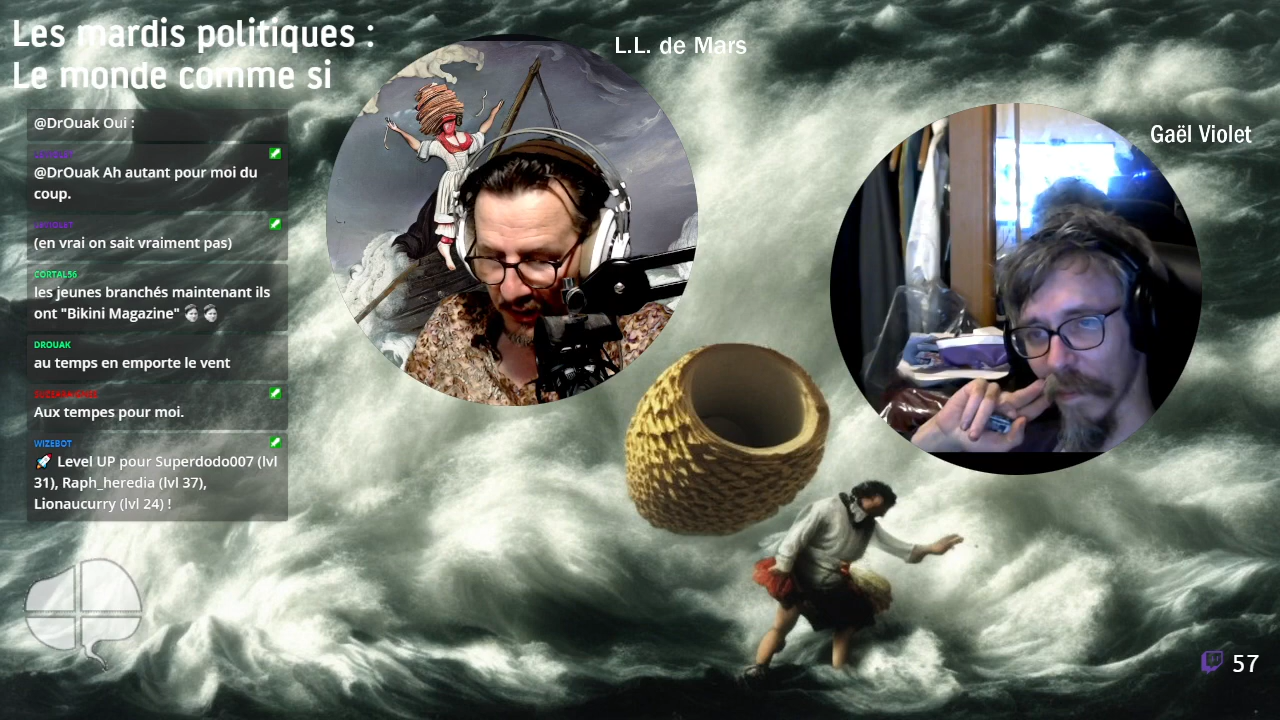 Les mardis politiques :
Le monde comme si
L.L. de Mars
Gaël Violet
@DrOuak Oui :
@DrOuak Ah autant pour moi du
coup.
(en vrai on sait vraiment pas)
CORTAL56
les jeunes branchés maintenant ils
ont "Bikini Magazine"
DROUAK
au temps en emporte le vent
Aux tempes pour moi.
WIZEBOT
Level UP pour Superdodo007 (lvl
31), Raph_heredia (lvl 37),
Lionaucurry (lvl 24) !
57